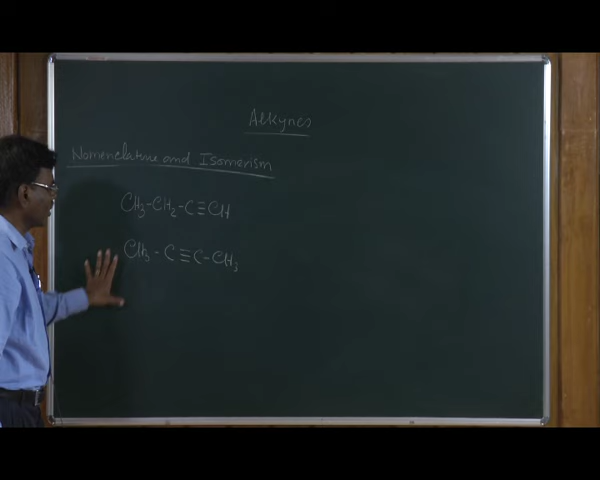 Alkynes
Nomenclature and Isomerism
CH₃-CH₂-C≡CH
CH₃-C≡C-CH₃